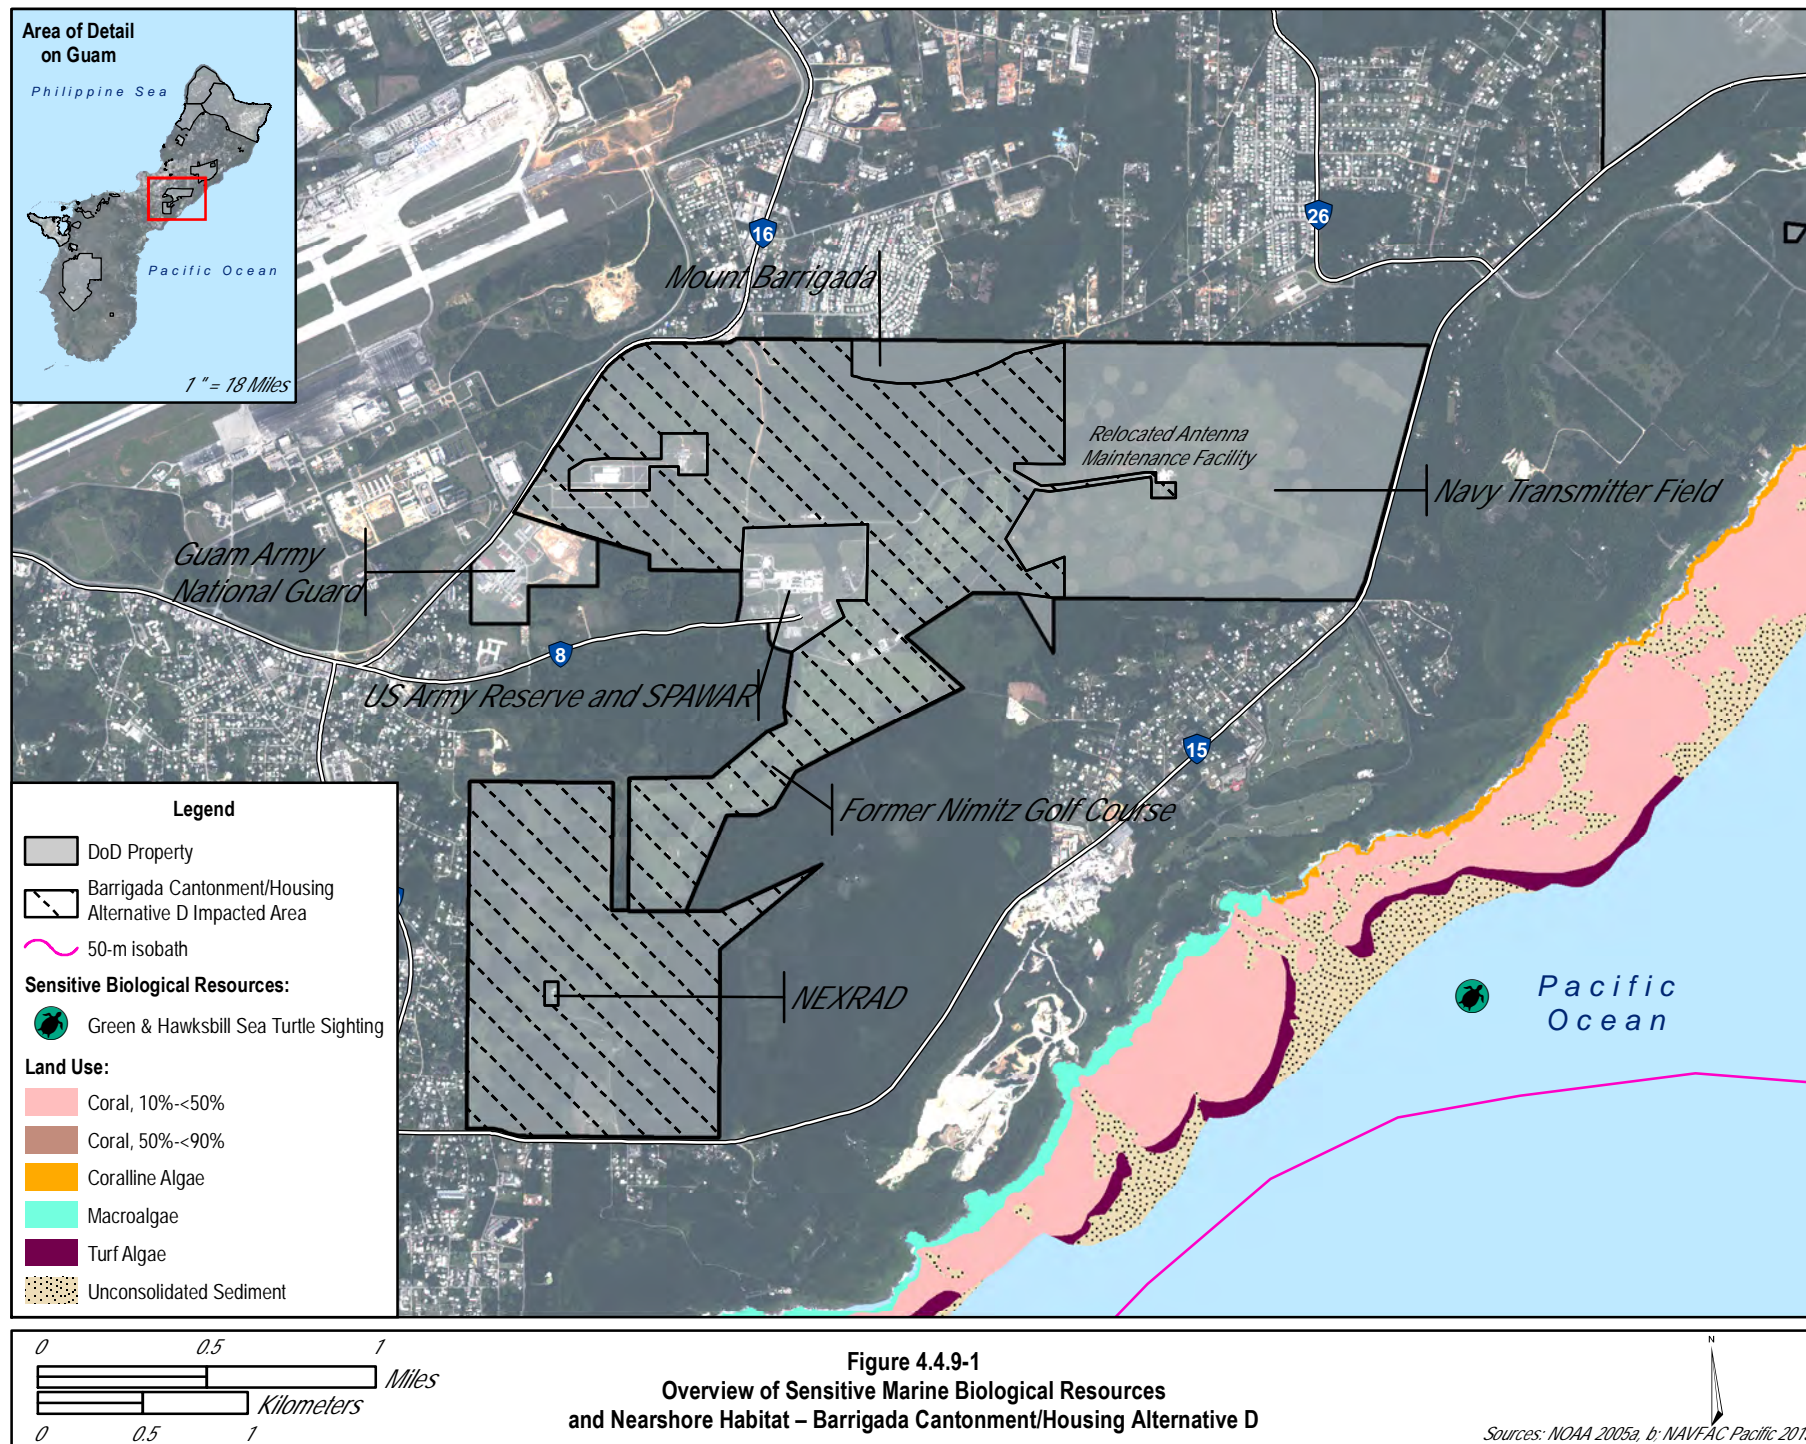 Area of Detail
on Guam
Philippine Sea
Pacific Ocean
1 " = 18 Miles
16
26
Mount Barrigada
Relocated Antenna
Maintenance Facility
Navy Transmitter Field
Guam Army
National Guard
8
US Army Reserve and SPAWAR
15
Former Nimitz Golf Course
NEXRAD
Pacific
Ocean
Legend
DoD Property
Barrigada Cantonment/Housing
Alternative D Impacted Area
50-m isobath
Sensitive Biological Resources:
Green & Hawksbill Sea Turtle Sighting
Land Use:
Coral, 10%-<50%
Coral, 50%-<90%
Coralline Algae
Macroalgae
Turf Algae
Unconsolidated Sediment
0 0.5 1
Miles
Kilometers
0 0.5 1
Figure 4.4.9-1
Overview of Sensitive Marine Biological Resources
and Nearshore Habitat – Barrigada Cantonment/Housing Alternative D
N
Sources: NOAA 2005a, b; NAVFAC Pacific